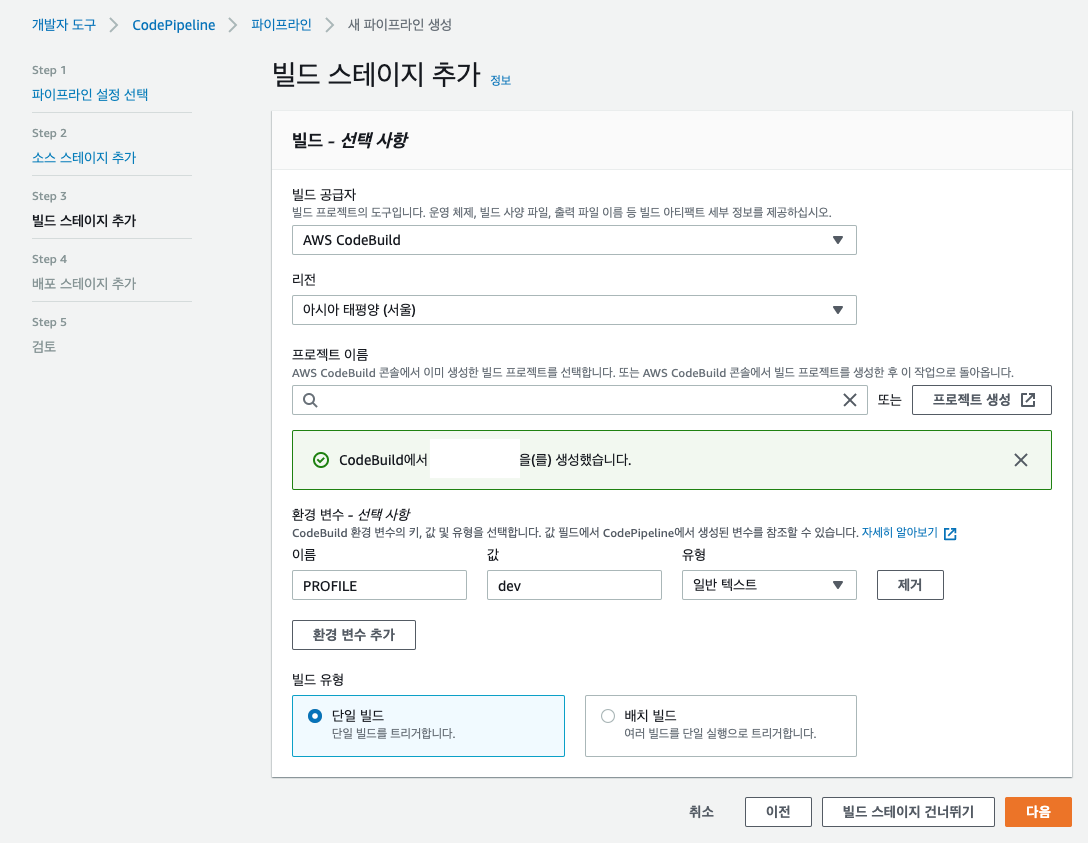 개발자 도구 > CodePipeline > 파이프라인 > 새 파이프라인 생성
Step 1
파이프라인 설정 선택
Step 2
소스 스테이지 추가
Step 3
빌드 스테이지 추가
Step 4
배포 스테이지 추가
Step 5
검토
빌드 스테이지 추가 정보
빌드 - 선택 사항
빌드 공급자
빌드 프로젝트의 도구입니다. 운영 체제, 빌드 사양 파일, 출력 파일 이름 등 빌드 아티팩트 세부 정보를 제공하십시오.
AWS CodeBuild
리전
아시아 태평양 (서울)
프로젝트 이름
AWS CodeBuild 콘솔에서 이미 생성한 빌드 프로젝트를 선택합니다. 또는 AWS CodeBuild 콘솔에서 빌드 프로젝트를 생성한 후 이 작업으로 돌아옵니다.
또는 프로젝트 생성
CodeBuild에서 을(를) 생성했습니다.
환경 변수 - 선택 사항
CodeBuild 환경 변수의 키, 값 및 유형을 선택합니다. 값 필드에서 CodePipeline에서 생성된 변수를 참조할 수 있습니다. 자세히 알아보기
이름 값 유형
PROFILE dev 일반 텍스트 제거
환경 변수 추가
빌드 유형
단일 빌드
단일 빌드를 트리거합니다.
배치 빌드
여러 빌드를 단일 실행으로 트리거합니다.
취소 이전 빌드 스테이지 건너뛰기 다음